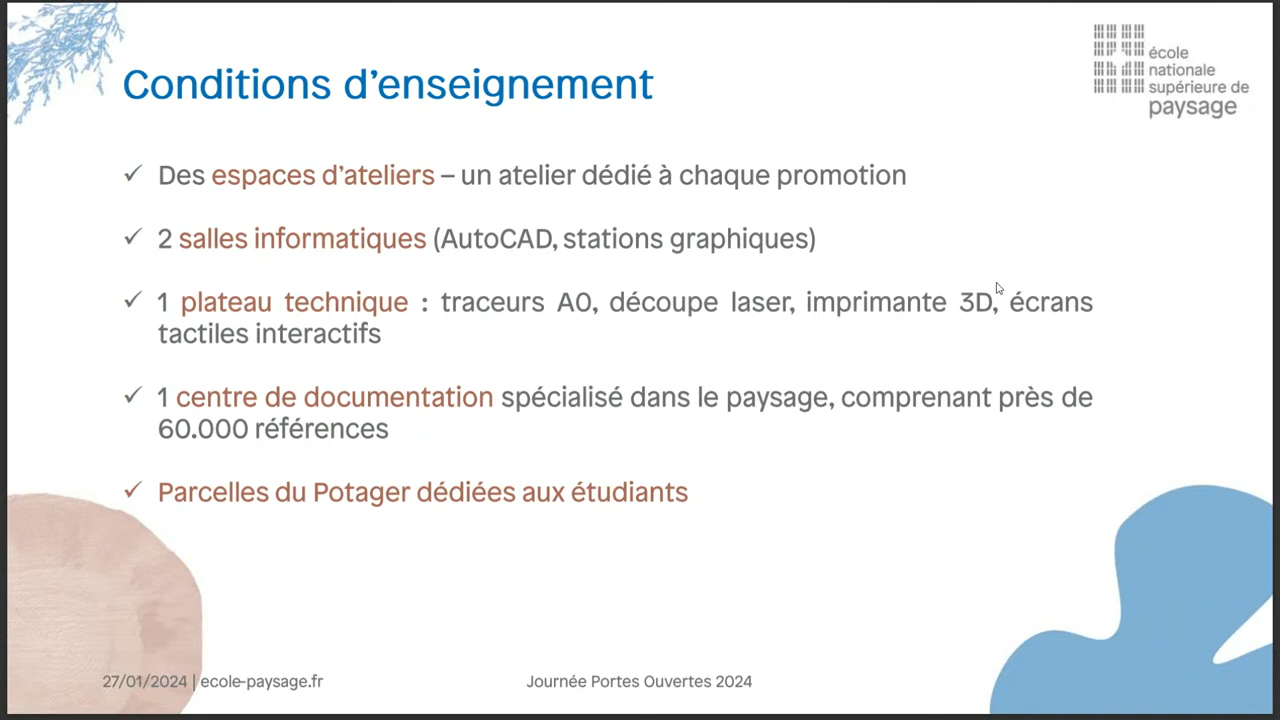 école
nationale
supérieure de
paysage
Conditions d'enseignement
✓ Des espaces d'ateliers – un atelier dédié à chaque promotion
✓ 2 salles informatiques (AutoCAD, stations graphiques)
✓ 1 plateau technique : traceurs A0, découpe laser, imprimante 3D, écrans
tactiles interactifs
✓ 1 centre de documentation spécialisé dans le paysage, comprenant près de
60.000 références
✓ Parcelles du Potager dédiées aux étudiants
27/01/2024 | ecole-paysage.fr
Journée Portes Ouvertes 2024